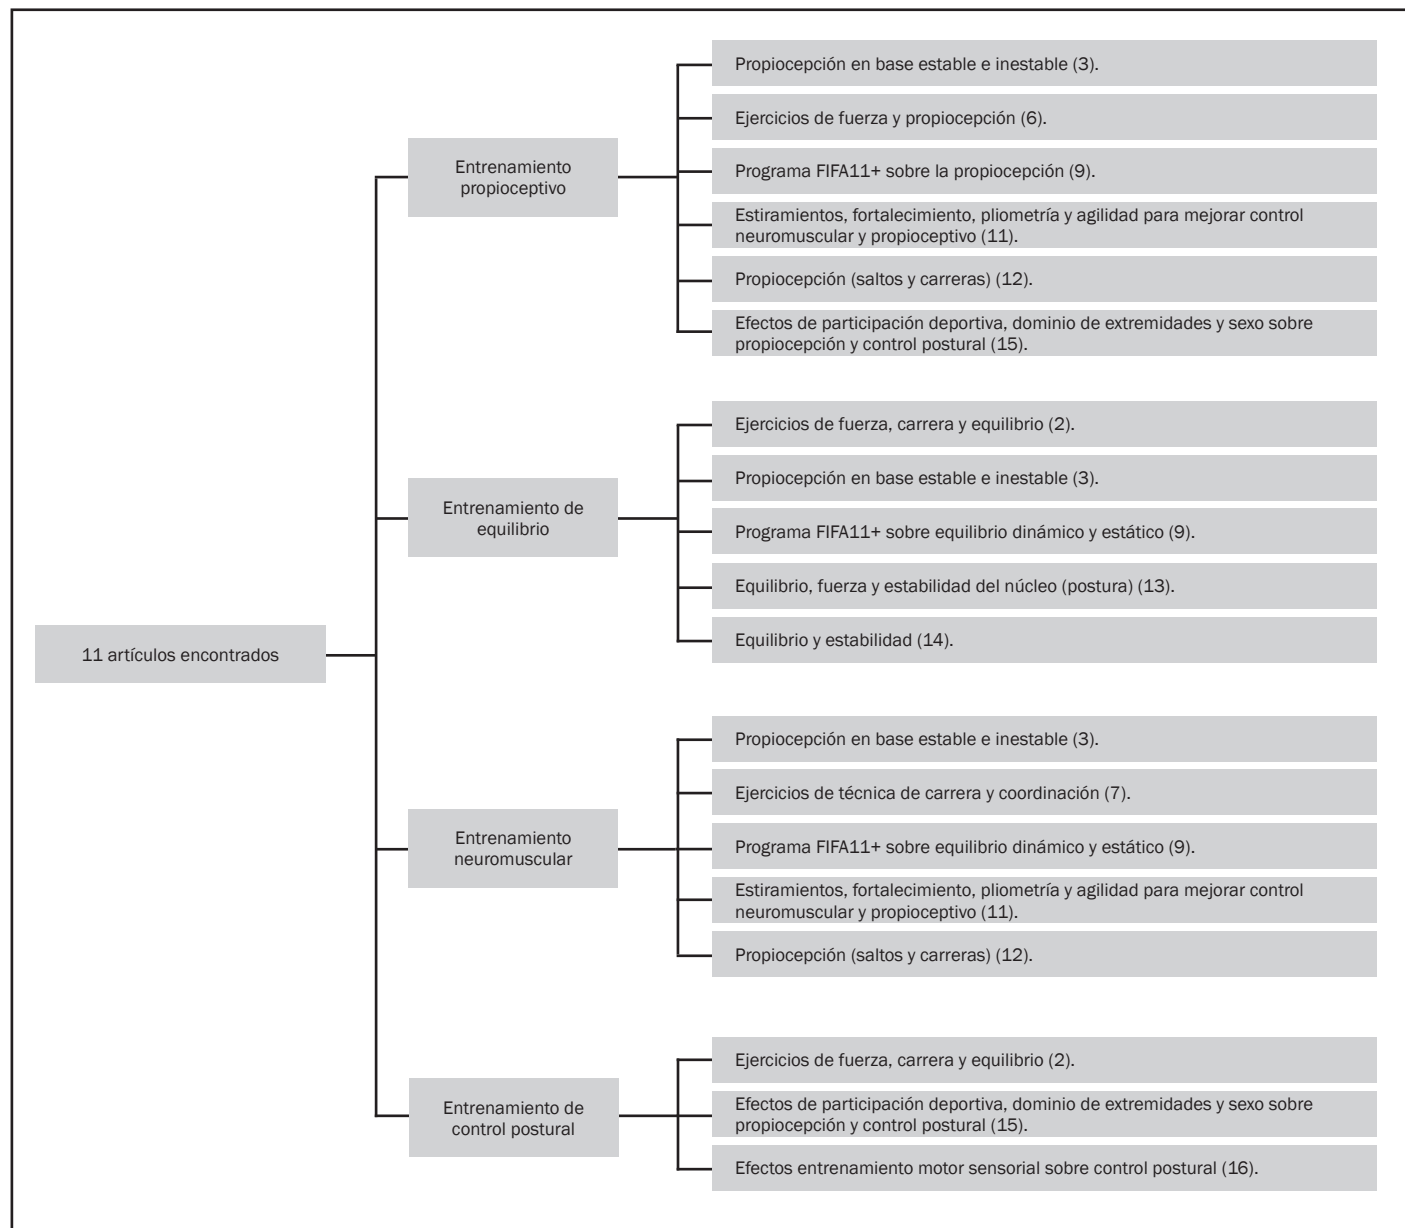 11 artículos encontrados
Entrenamiento
propioceptivo
Propiocepción en base estable e inestable (3).
Ejercicios de fuerza y propiocepción (6).
Programa FIFA11+ sobre la propiocepción (9).
Estiramientos, fortalecimiento, pliometría y agilidad para mejorar control
neuromuscular y propioceptivo (11).
Propiocepción (saltos y carreras) (12).
Efectos de participación deportiva, dominio de extremidades y sexo sobre
propiocepción y control postural (15).
Entrenamiento de
equilibrio
Ejercicios de fuerza, carrera y equilibrio (2).
Propiocepción en base estable e inestable (3).
Programa FIFA11+ sobre equilibrio dinámico y estático (9).
Equilibrio, fuerza y estabilidad del núcleo (postura) (13).
Equilibrio y estabilidad (14).
Entrenamiento
neuromuscular
Propiocepción en base estable e inestable (3).
Ejercicios de técnica de carrera y coordinación (7).
Programa FIFA11+ sobre equilibrio dinámico y estático (9).
Estiramientos, fortalecimiento, pliometría y agilidad para mejorar control
neuromuscular y propioceptivo (11).
Propiocepción (saltos y carreras) (12).
Entrenamiento de
control postural
Ejercicios de fuerza, carrera y equilibrio (2).
Efectos de participación deportiva, dominio de extremidades y sexo sobre
propiocepción y control postural (15).
Efectos entrenamiento motor sensorial sobre control postural (16).